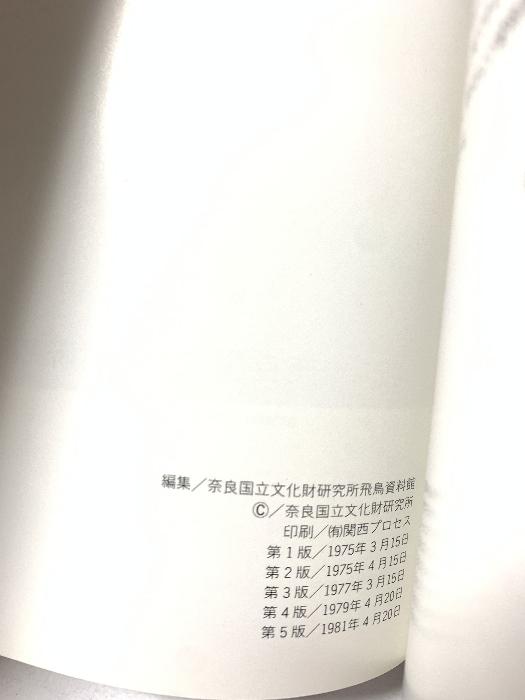 編集／奈良国立文化財研究所飛鳥資料館
Ⓒ／奈良国立文化財研究所
印刷／㈲関西プロセス
第1版／1975年3月15日
第2版／1975年4月15日
第3版／1977年3月15日
第4版／1979年4月20日
第5版／1981年4月20日